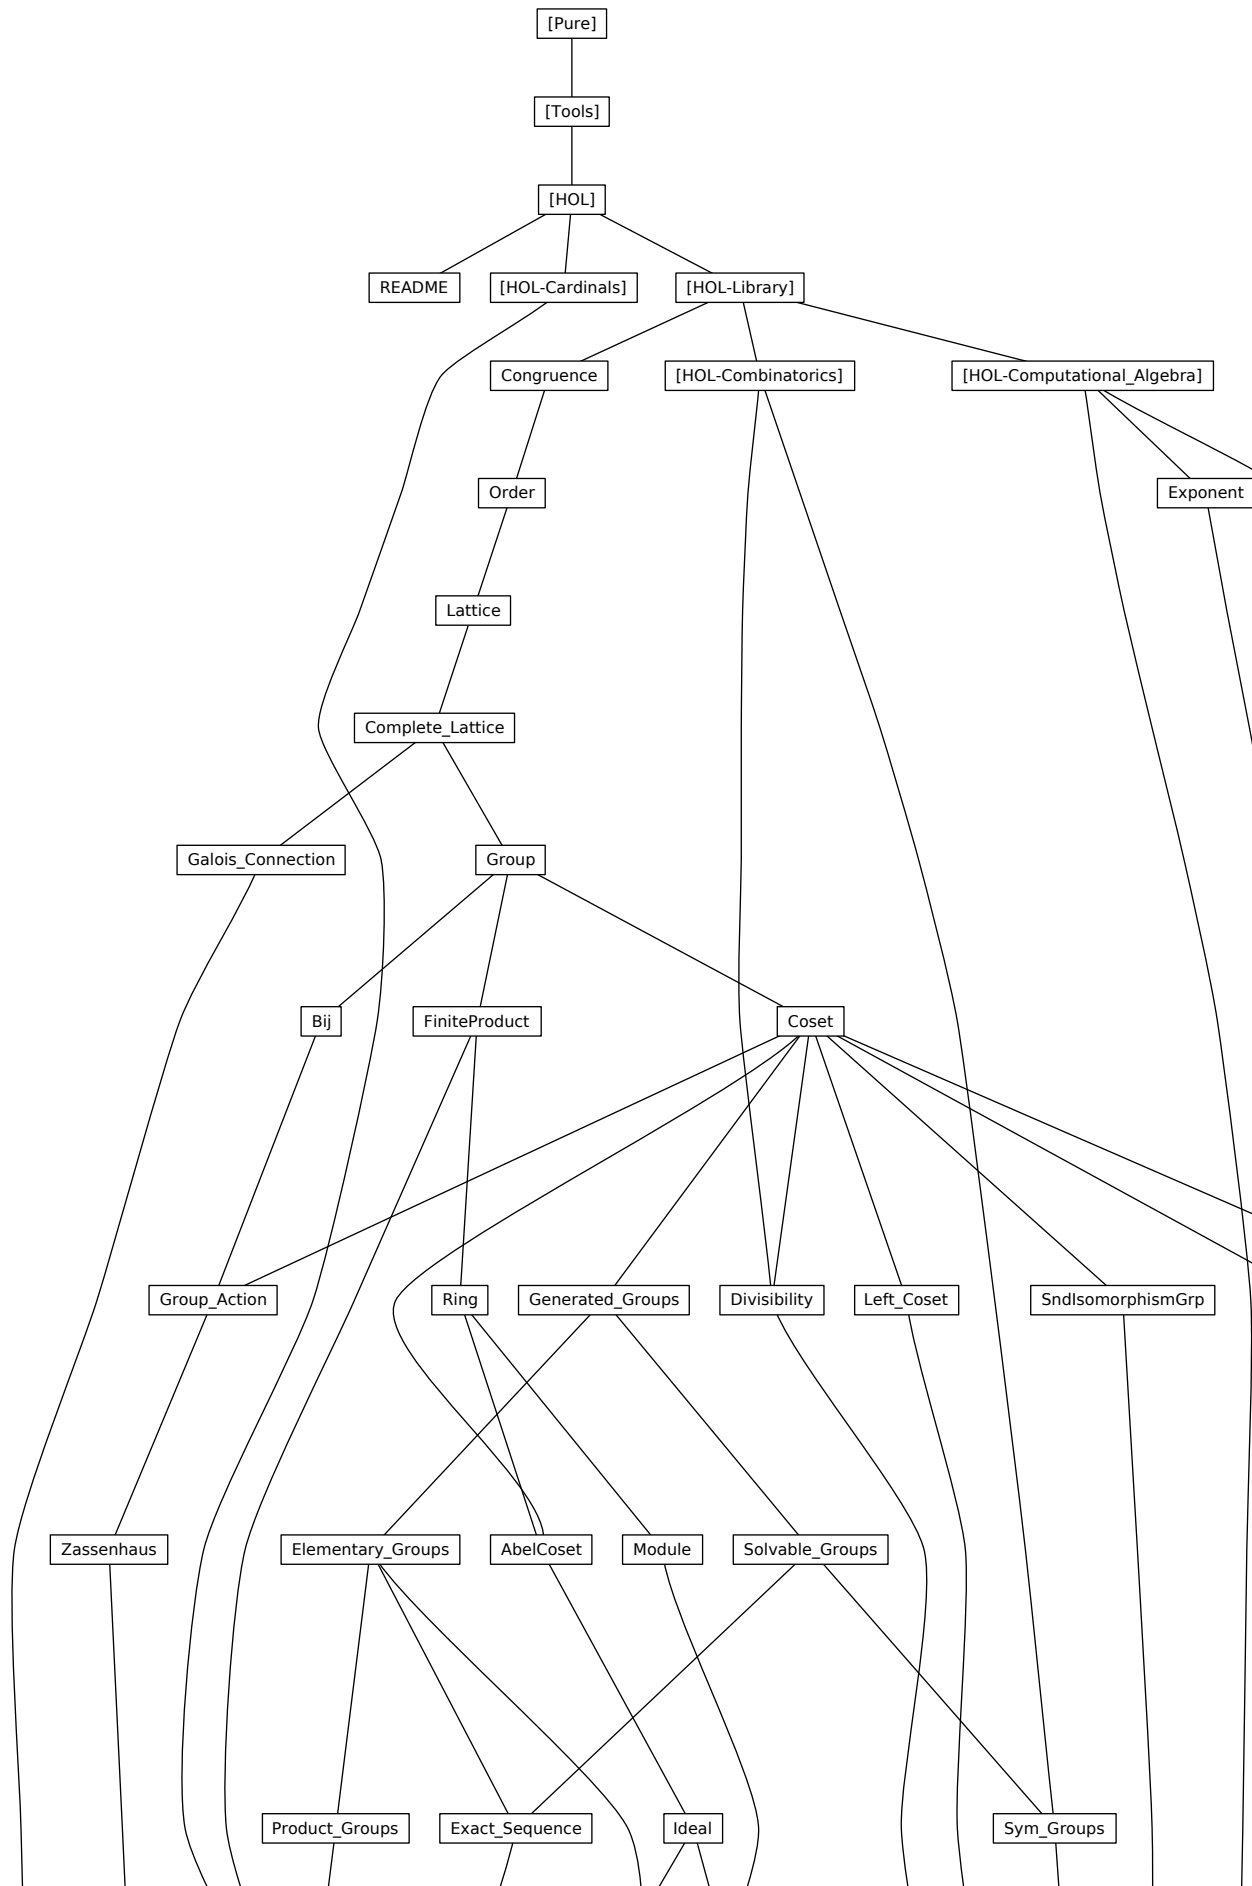 [Pure]
[Tools]
[HOL]
README
[HOL-Cardinals]
[HOL-Library]
Congruence
[HOL-Combinatorics]
[HOL-Computational_Algebra]
Order
Exponent
Lattice
Complete_Lattice
Galois_Connection
Group
Bij
FiniteProduct
Coset
Group_Action
Ring
Generated_Groups
Divisibility
Left_Coset
SndIsomorphismGrp
Zassenhaus
Elementary_Groups
AbelCoset
Module
Solvable_Groups
Product_Groups
Exact_Sequence
Ideal
Sym_Groups